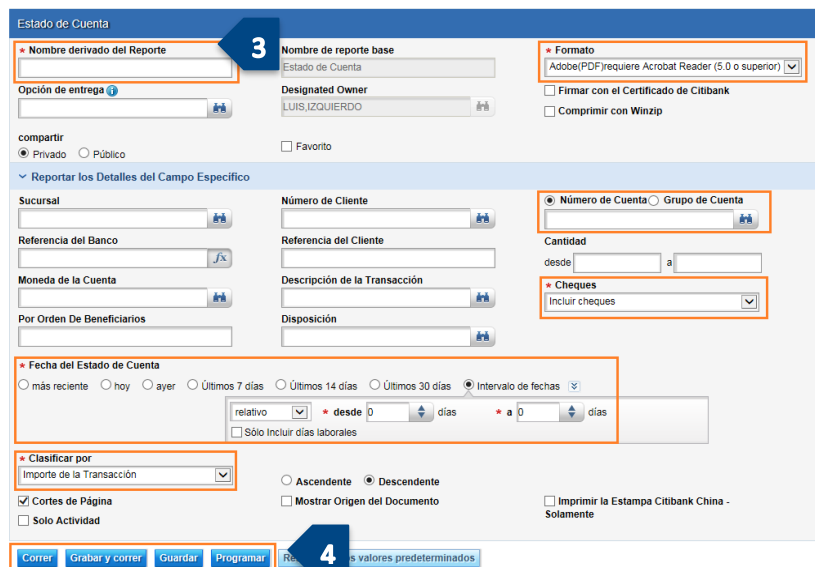 Estado de Cuenta
* Nombre derivado del Reporte
3
Nombre de reporte base
* Formato
Estado de Cuenta
Adobe(PDF)requiere Acrobat Reader (5.0 o superior)
Opción de entrega
Designated Owner
Firmar con el Certificado de Citibank
LUIS,IZQUIERDO
Comprimir con Winzip
compartir
Privado Público
Favorito
Reportar los Detalles del Campo Específico
Sucursal
Número de Cliente
Número de Cuenta Grupo de Cuenta
Referencia del Banco
Referencia del Cliente
Cantidad
fx
desde a
Moneda de la Cuenta
Descripción de la Transacción
* Cheques
Incluir cheques
Por Orden De Beneficiarios
Disposición
* Fecha del Estado de Cuenta
más reciente hoy ayer Últimos 7 días Últimos 14 días Últimos 30 días Intervalo de fechas
relativo * desde 0 días * a 0 días
Sólo Incluir días laborales
* Clasificar por
Importe de la Transacción
Ascendente Descendente
Cortes de Página
Mostrar Origen del Documento
Imprimir la Estampa Citibank China -
Solamente
Solo Actividad
Correr Grabar y correr Guardar Programar
4
valores predeterminados